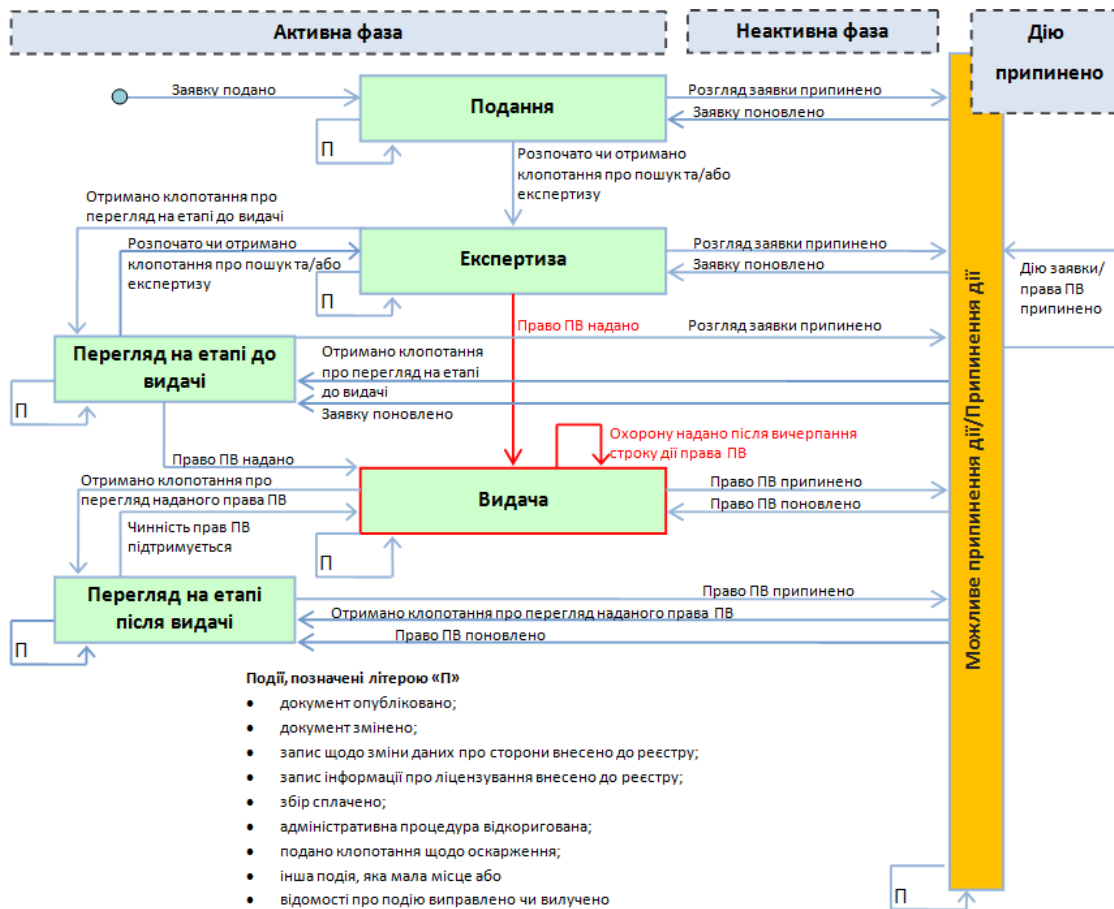 Активна фаза
Неактивна фаза
Дію
припинено
Заявку подано
Подання
Розгляд заявки припинено
Заявку поновлено
П
Розпочато чи отримано
клопотання про пошук та/або
експертизу
Отримано клопотання про
перегляд на етапі до видачі
Розпочато чи отримано
клопотання про пошук та/або
експертизу
Експертиза
Розгляд заявки припинено
Заявку поновлено
П
Дію заявки/
права ПВ
припинено
Право ПВ надано
Розгляд заявки припинено
Перегляд на етапі до
видачі
Отримано клопотання
про перегляд на етапі
до видачі
Заявку поновлено
П
Право ПВ надано
Охорону надано після вичерпання
строку дії права ПВ
Отримано клопотання про
перегляд наданого права ПВ
Видача
Право ПВ припинено
Право ПВ поновлено
Чинність прав ПВ
підтримується
П
Перегляд на етапі
після видачі
Право ПВ припинено
Отримано клопотання про перегляд наданого права ПВ
Право ПВ поновлено
П
Можливе припинення дії/Припинення дії
Події, позначені літерою «П»
• документ опубліковано;
• документ змінено;
• запис щодо зміни даних про сторони внесено до реєстру;
• запис інформації про ліцензування внесено до реєстру;
• збір сплачено;
• адміністративна процедура відкоригована;
• подано клопотання щодо оскарження;
• інша подія, яка мала місце або
• відомості про подію виправлено чи вилучено
П